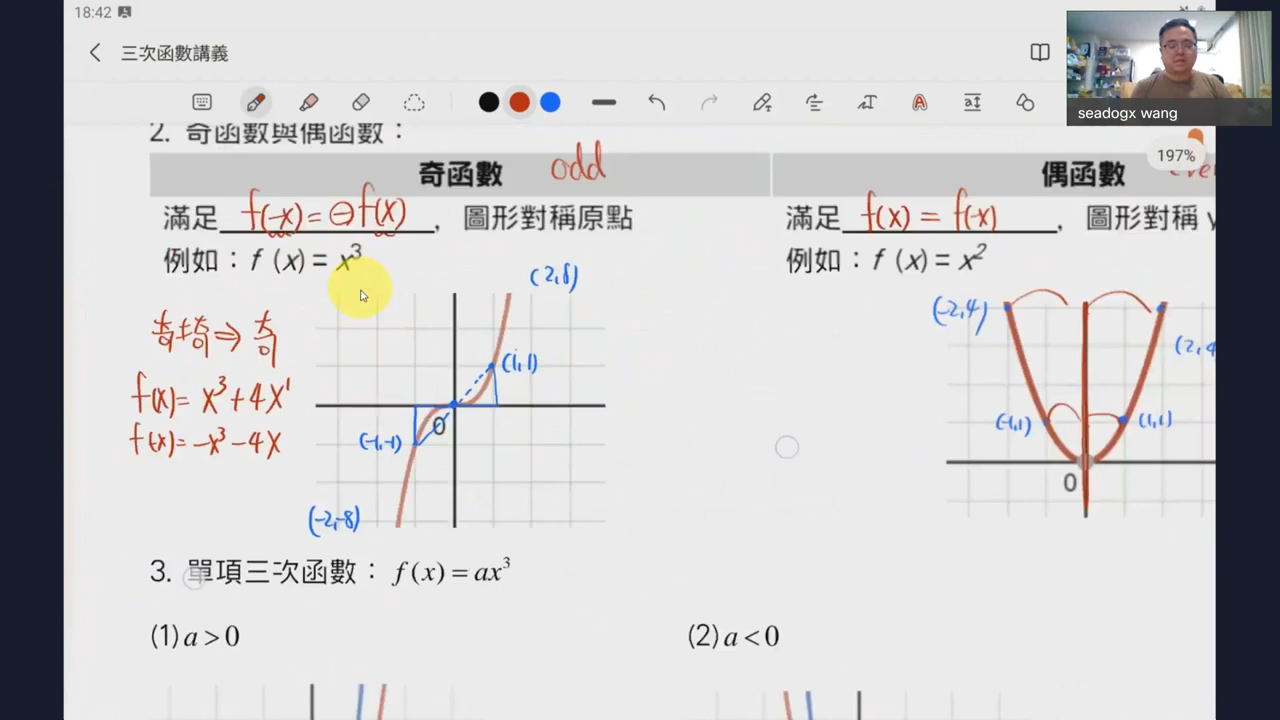 18:42
三次函數講義
seadogx wang
197%
2. 奇函數與偶函數：
奇函數 odd
滿足 f(-x) = -f(x)，圖形對稱原點
例如：f (x) = x³
(2,8)
奇+奇 ⇒ 奇
f(x) = x³ + 4x¹
f(x) = -x³ - 4x
(1,1)
0
(-1,-1)
(-2,-8)
偶函數
滿足 f(x) = f(-x)，圖形對稱 y
例如：f (x) = x²
(-2,4)
(2,4
(-1,1)
(1,1)
0
3. 單項三次函數：f(x) = ax³
(1) a > 0
(2) a < 0